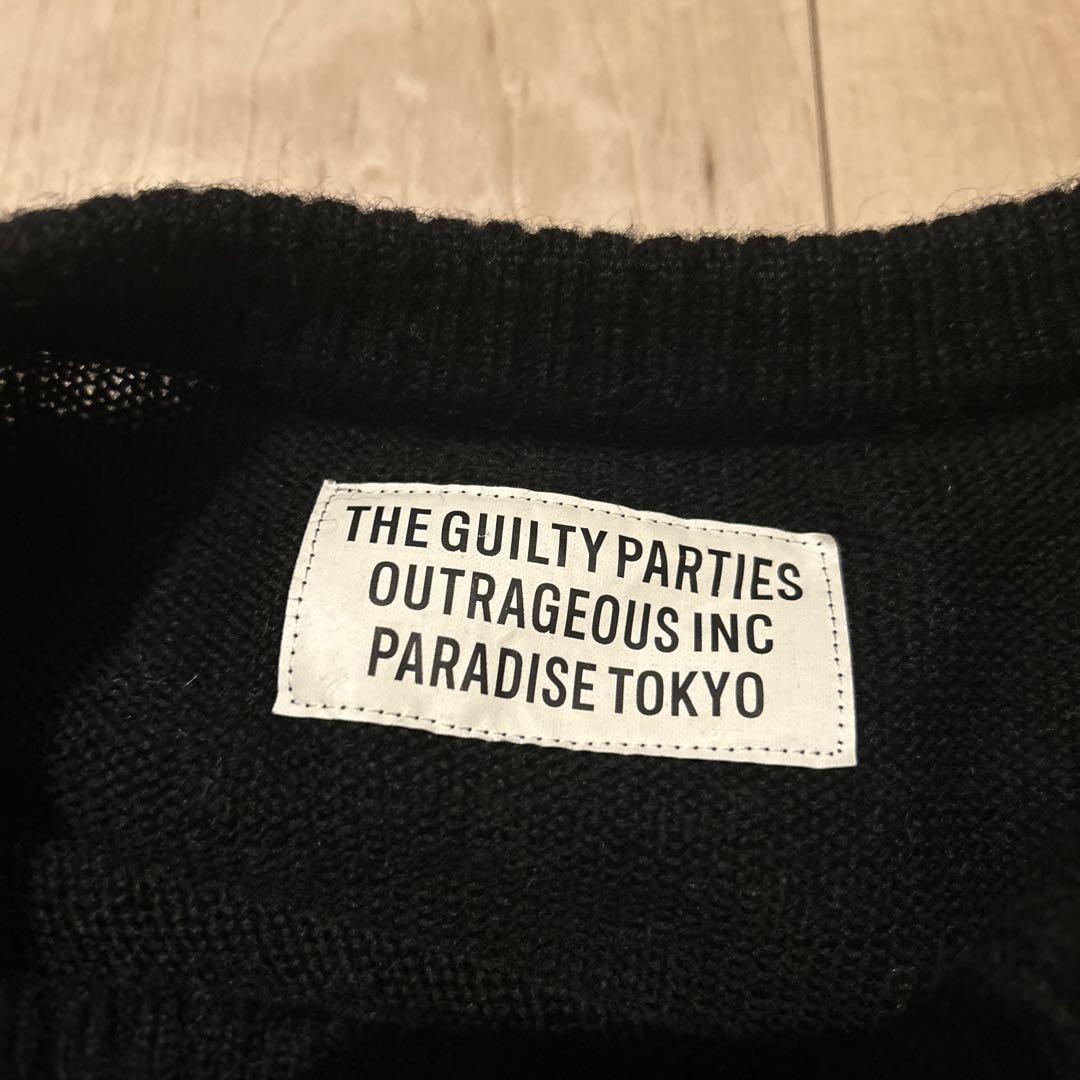 THE GUILTY PARTIES
OUTRAGEOUS INC
PARADISE TOKYO